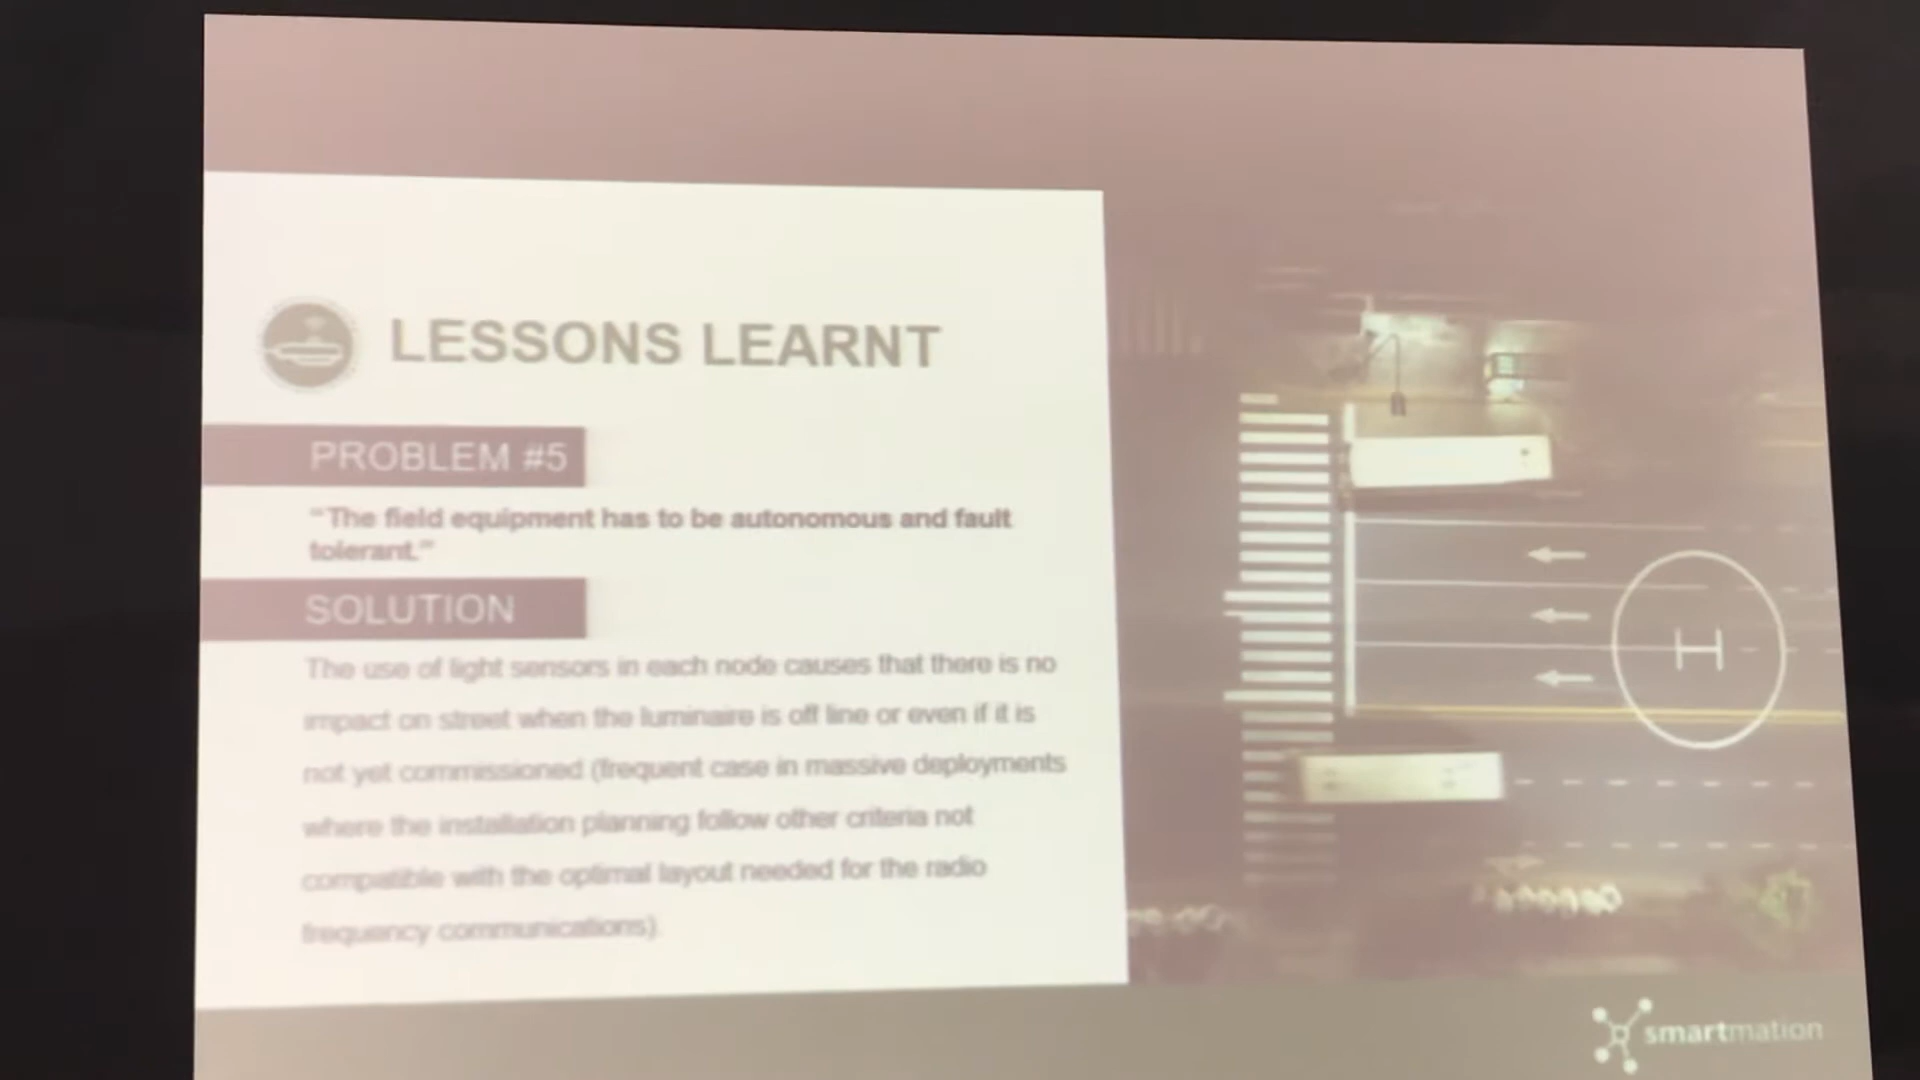 LESSONS LEARNT
PROBLEM #5
"The field equipment has to be autonomous and fault
tolerant."
SOLUTION
The use of light sensors in each node causes that there is no
impact on street when the luminaire is off line or even if it is
not yet commissioned (frequent case in massive deployments
where the installation planning follow other criteria not
compatible with the optimal layout needed for the radio
frequency communications).
H
smartmation